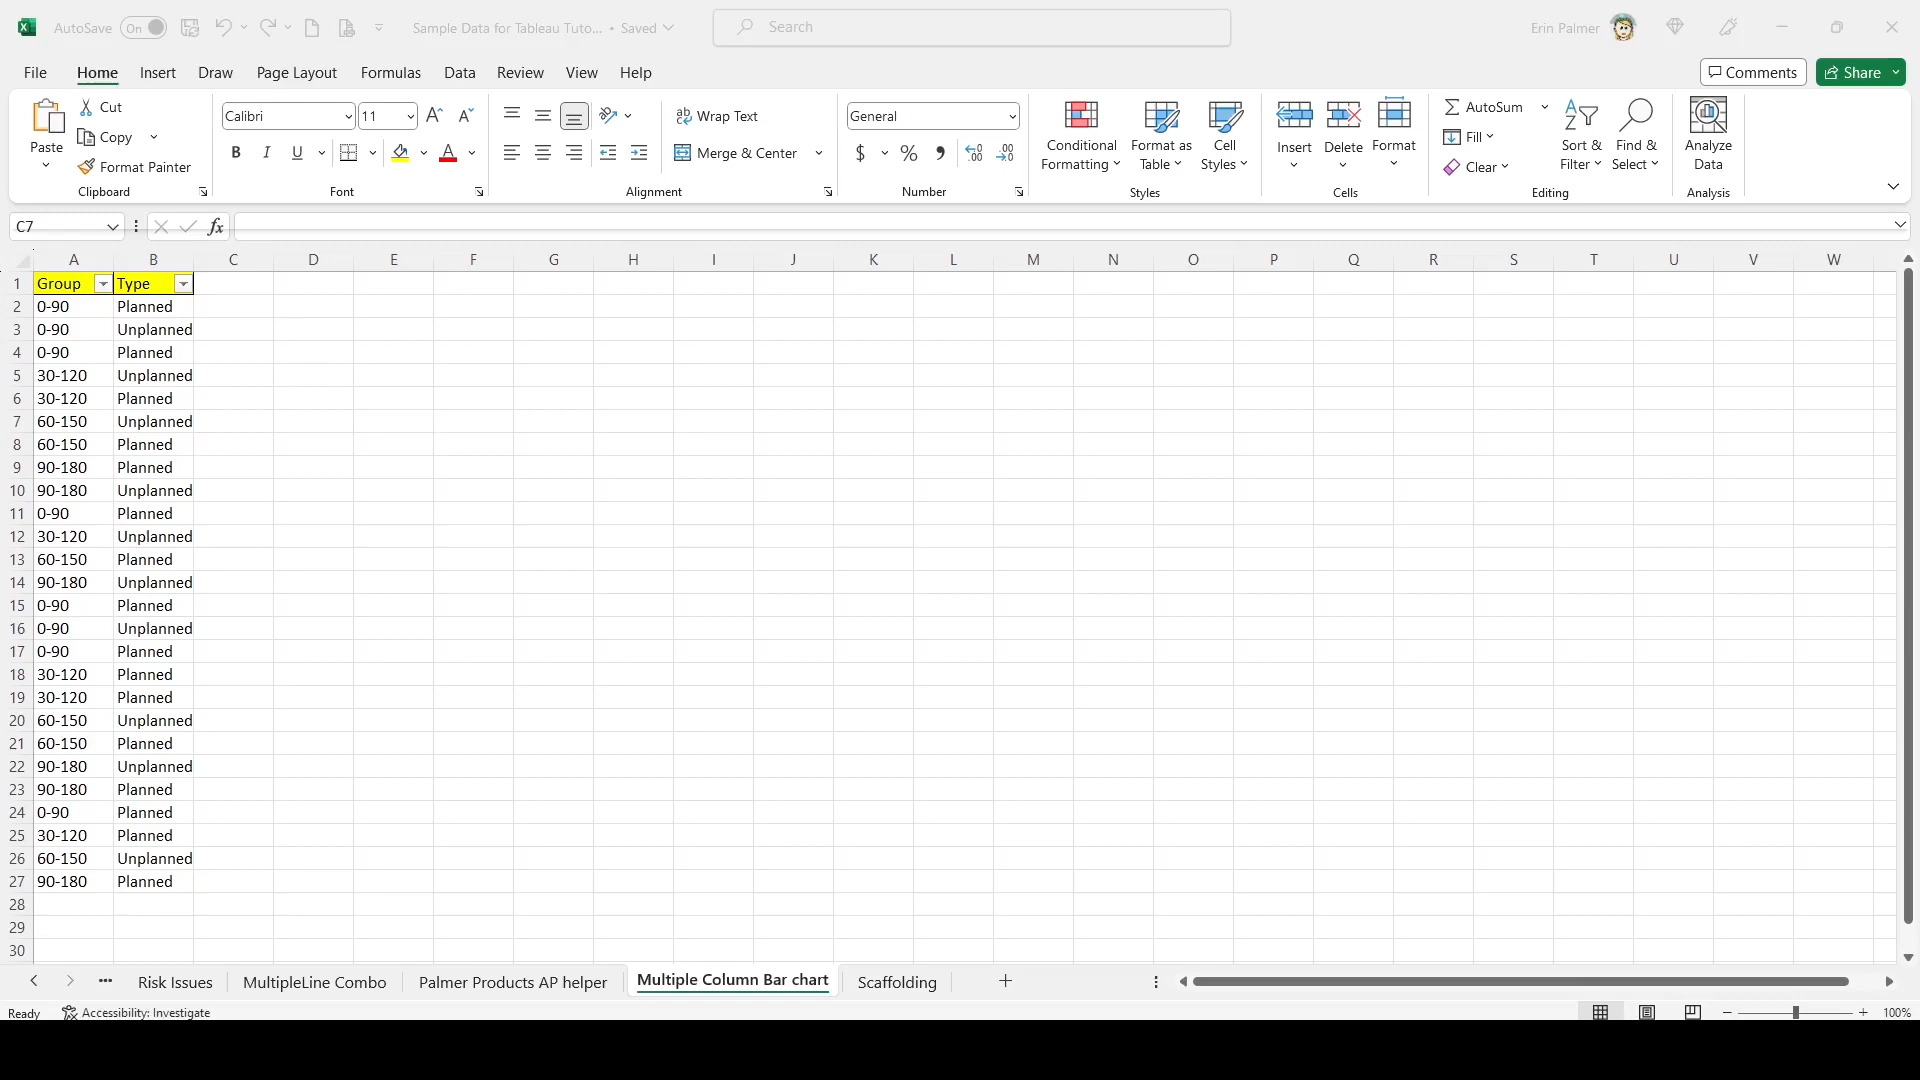 AutoSave On Sample Data for Tableau Tuto... • Saved Search Erin Palmer
File Home Insert Draw Page Layout Formulas Data Review View Help Comments Share
Paste Cut Copy Format Painter Clipboard
Calibri 11 B I U A Font
Wrap Text Merge & Center Alignment
General $ % Number
Conditional Formatting Format as Table Cell Styles Styles
Insert Delete Format Cells
AutoSum Fill Clear Sort & Filter Find & Select Editing
Analyze Data Analysis
C7 fx
A B C D E F G H I J K L M N O P Q R S T U V W
1 Group Type
2 0-90 Planned
3 0-90 Unplanned
4 0-90 Planned
5 30-120 Unplanned
6 30-120 Planned
7 60-150 Unplanned
8 60-150 Planned
9 90-180 Planned
10 90-180 Unplanned
11 0-90 Planned
12 30-120 Unplanned
13 60-150 Planned
14 90-180 Unplanned
15 0-90 Planned
16 0-90 Unplanned
17 0-90 Planned
18 30-120 Planned
19 30-120 Planned
20 60-150 Unplanned
21 60-150 Planned
22 90-180 Unplanned
23 90-180 Planned
24 0-90 Planned
25 30-120 Planned
26 60-150 Unplanned
27 90-180 Planned
28
29
30
Risk Issues MultipleLine Combo Palmer Products AP helper Multiple Column Bar chart Scaffolding
Ready Accessibility: Investigate 100%